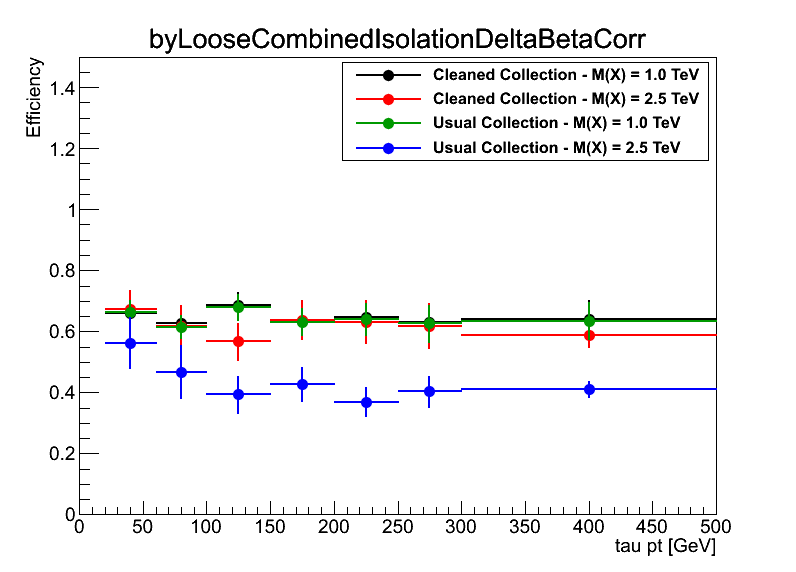 byLooseCombinedIsolationDeltaBetaCorr
Efficiency
Cleaned Collection - M(X) = 1.0 TeV
Cleaned Collection - M(X) = 2.5 TeV
Usual Collection - M(X) = 1.0 TeV
Usual Collection - M(X) = 2.5 TeV
1.4
1.2
1
0.8
0.6
0.4
0.2
0
0 50 100 150 200 250 300 350 400 450 500
tau pt [GeV]